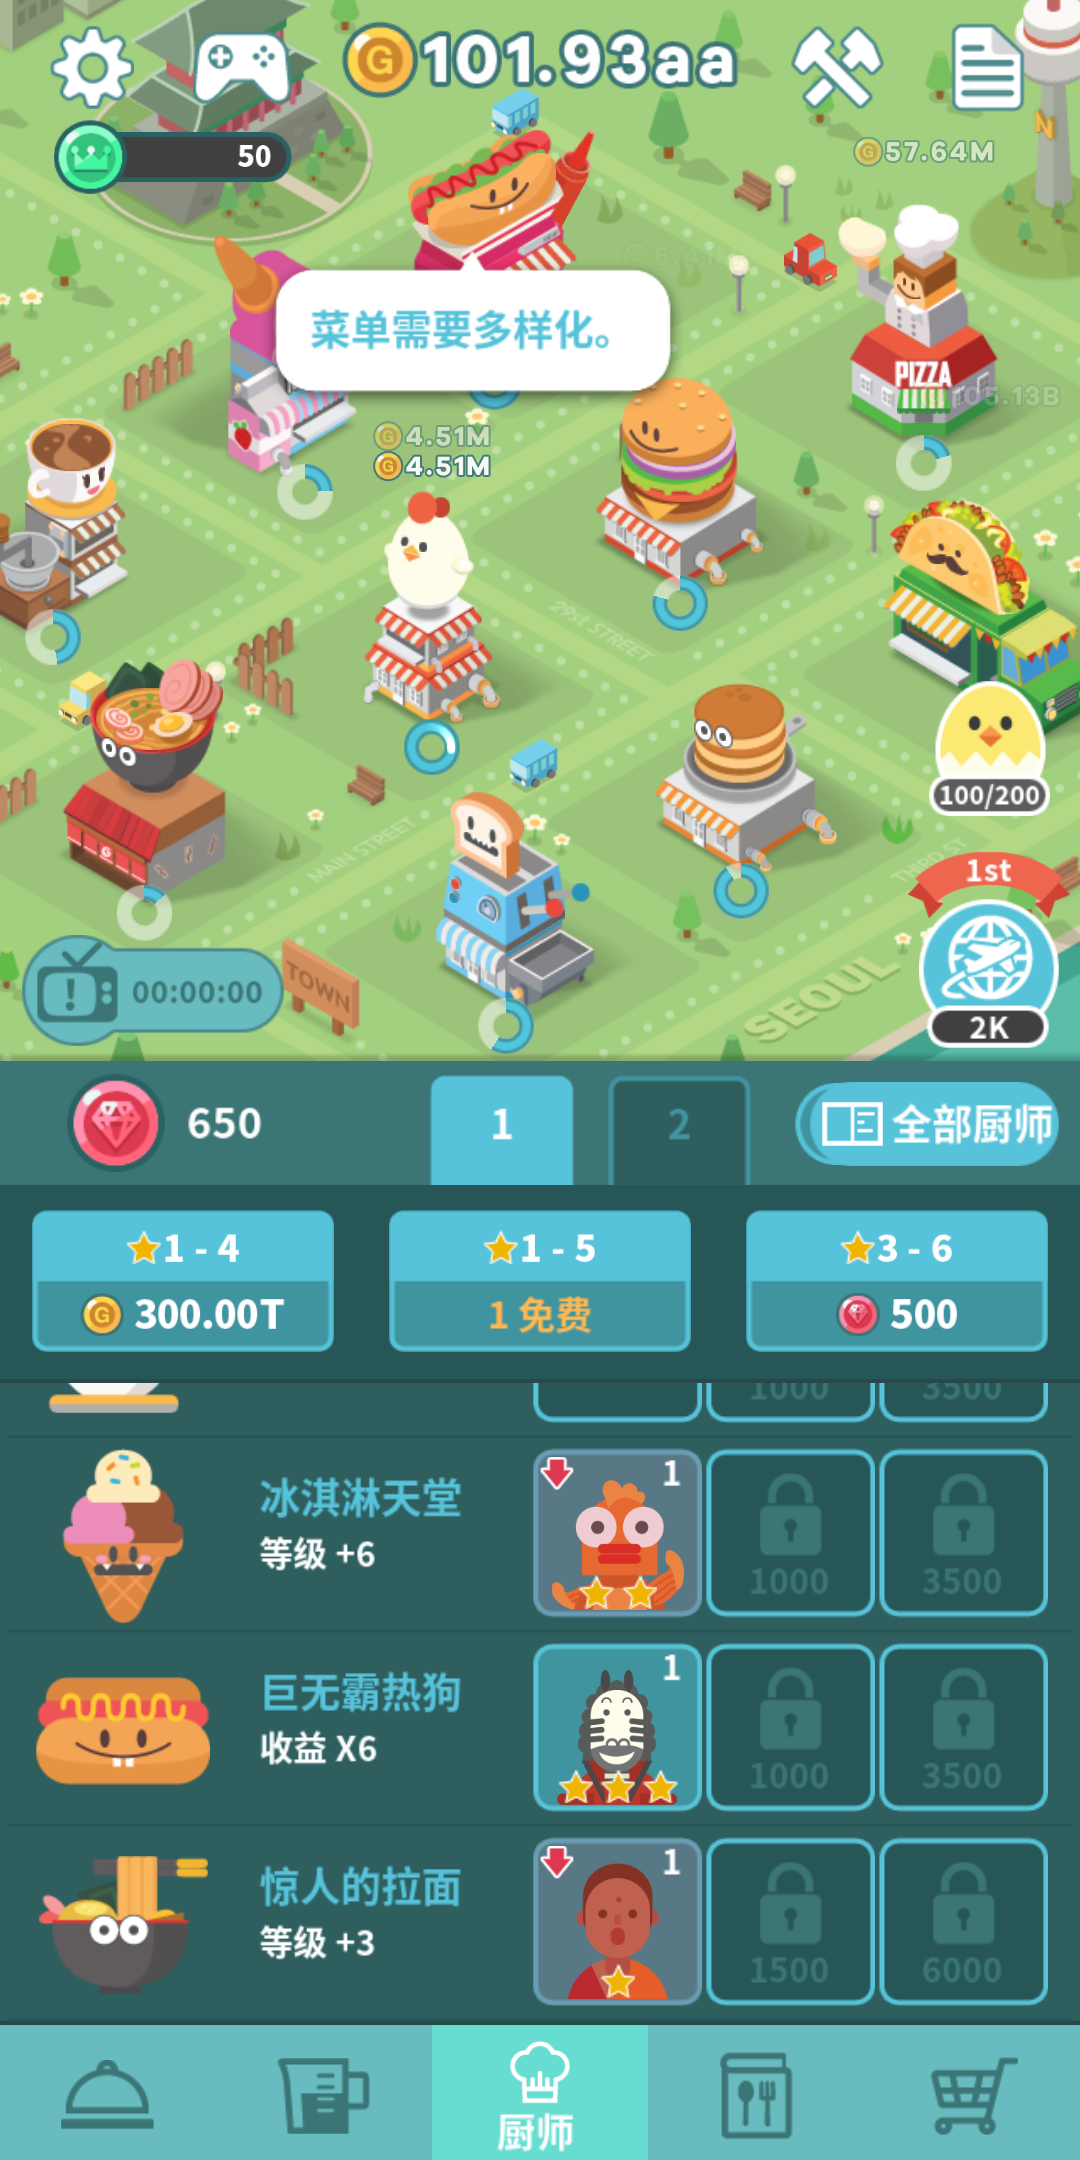 101.93aa
50
57.64M
N
菜单需要多样化。
PIZZA
4.51M
4.51M
29st STREET
100/200
MAIN STREET
THIRD ST
1st
00:00:00
TOWN
SEOUL
2K
650
1
2
全部厨师
1 - 4
1 - 5
3 - 6
300.00T
1 免费
500
1000
3500
冰淇淋天堂
等级 +6
1
1000
3500
巨无霸热狗
收益 X6
1
1000
3500
惊人的拉面
等级 +3
1
1500
6000
厨师